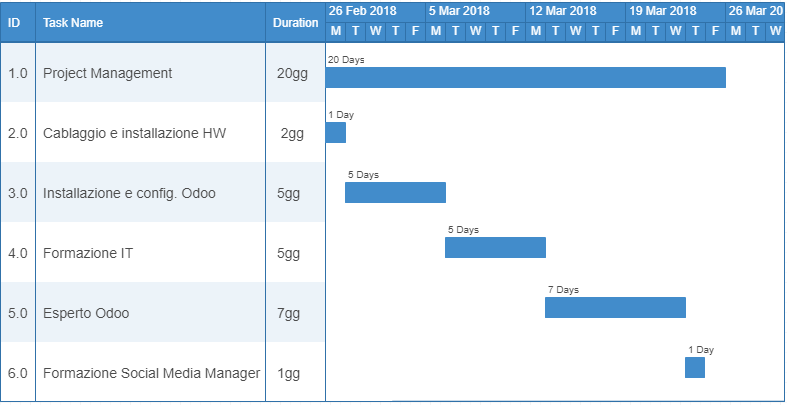 26 Feb 2018 5 Mar 2018 12 Mar 2018 19 Mar 2018 26 Mar 20
ID Task Name Duration
M T W T F M T W T F M T W T F M T W T F M T W
20 Days
1.0 Project Management 20gg
1 Day
2.0 Cablaggio e installazione HW 2gg
5 Days
3.0 Installazione e config. Odoo 5gg
5 Days
4.0 Formazione IT 5gg
7 Days
5.0 Esperto Odoo 7gg
1 Day
6.0 Formazione Social Media Manager 1gg